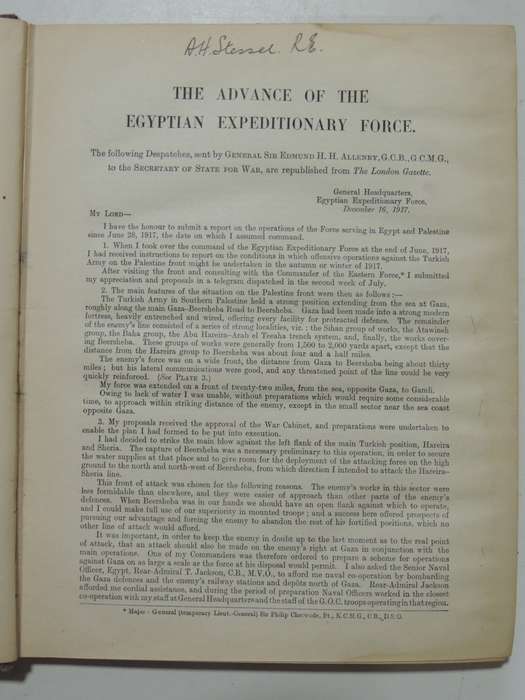 A.H. Stessel. R.E.
THE ADVANCE OF THE
EGYPTIAN EXPEDITIONARY FORCE.
The following Despatches, sent by GENERAL SIR EDMUND H. H. ALLENBY, G.C.B., G.C.M.G.,
to the SECRETARY OF STATE FOR WAR, are republished from The London Gazette.
General Headquarters,
Egyptian Expeditionary Force,
December 16, 1917.
MY LORD—
I have the honour to submit a report on the operations of the Force serving in Egypt and Palestine
since June 28, 1917, the date on which I assumed command.
1. When I took over the command of the Egyptian Expeditionary Force at the end of June, 1917,
I had received instructions to report on the conditions in which offensive operations against the Turkish
Army on the Palestine front might be undertaken in the autumn or winter of 1917.
After visiting the front and consulting with the Commander of the Eastern Force,* I submitted
my appreciation and proposals in a telegram dispatched in the second week of July.
2. The main features of the situation on the Palestine front were then as follows:—
The Turkish Army in Southern Palestine held a strong position extending from the sea at Gaza,
roughly along the main Gaza-Beersheba Road to Beersheba. Gaza had been made into a strong modern
fortress, heavily entrenched and wired, offering every facility for protracted defence. The remainder
of the enemy's line consisted of a series of strong localities, viz.: the Sihan group of works, the Atawineh
group, the Baha group, the Abu Hareira-Arab el Teeaha trench system, and, finally, the works cover-
ing Beersheba. These groups of works were generally from 1,500 to 2,000 yards apart, except that the
distance from the Hareira group to Beersheba was about four and a half miles.
The enemy's force was on a wide front, the distance from Gaza to Beersheba being about thirty
miles; but his lateral communications were good, and any threatened point of the line could be very
quickly reinforced. (See PLATE 3.)
My force was extended on a front of twenty-two miles, from the sea, opposite Gaza, to Gamli.
Owing to lack of water I was unable, without preparations which would require some considerable
time, to approach within striking distance of the enemy, except in the small sector near the sea coast
opposite Gaza.
3. My proposals received the approval of the War Cabinet, and preparations were undertaken to
enable the plan I had formed to be put into execution.
I had decided to strike the main blow against the left flank of the main Turkish position, Hareira
and Sheria. The capture of Beersheba was a necessary preliminary to this operation, in order to secure
the water supplies at that place and to give room for the deployment of the attacking force on the high
ground to the north and north-west of Beersheba, from which direction I intended to attack the Hareira-
Sheria line.
This front of attack was chosen for the following reasons. The enemy's works in this sector were
less formidable than elsewhere, and they were easier of approach than other parts of the enemy's
defences. When Beersheba was in our hands we should have an open flank against which to operate,
and I could make full use of our superiority in mounted troops; and a success here offered prospects of
pursuing our advantage and forcing the enemy to abandon the rest of his fortified positions, which no
other line of attack would afford.
It was important, in order to keep the enemy in doubt up to the last moment as to the real point
of attack, that an attack should also be made on the enemy's right at Gaza in conjunction with the
main operations. One of my Commanders was therefore ordered to prepare a scheme for operations
against Gaza on as large a scale as the force at his disposal would permit. I also asked the Senior Naval
Officer, Egypt, Rear-Admiral T. Jackson, C.B., M.V.O., to afford me naval co-operation by bombarding
the Gaza defences and the enemy's railway stations and depôts north of Gaza. Rear-Admiral Jackson
afforded me cordial assistance, and during the period of preparation Naval Officers worked in the closest
co-operation with my staff at General Headquarters and the staff of the G.O.C. troops operating in that region.
* Major-General (temporary Lieut.-General) Sir Philip Chetwode, Bt., K.C.M.G., C.B., D.S.O.